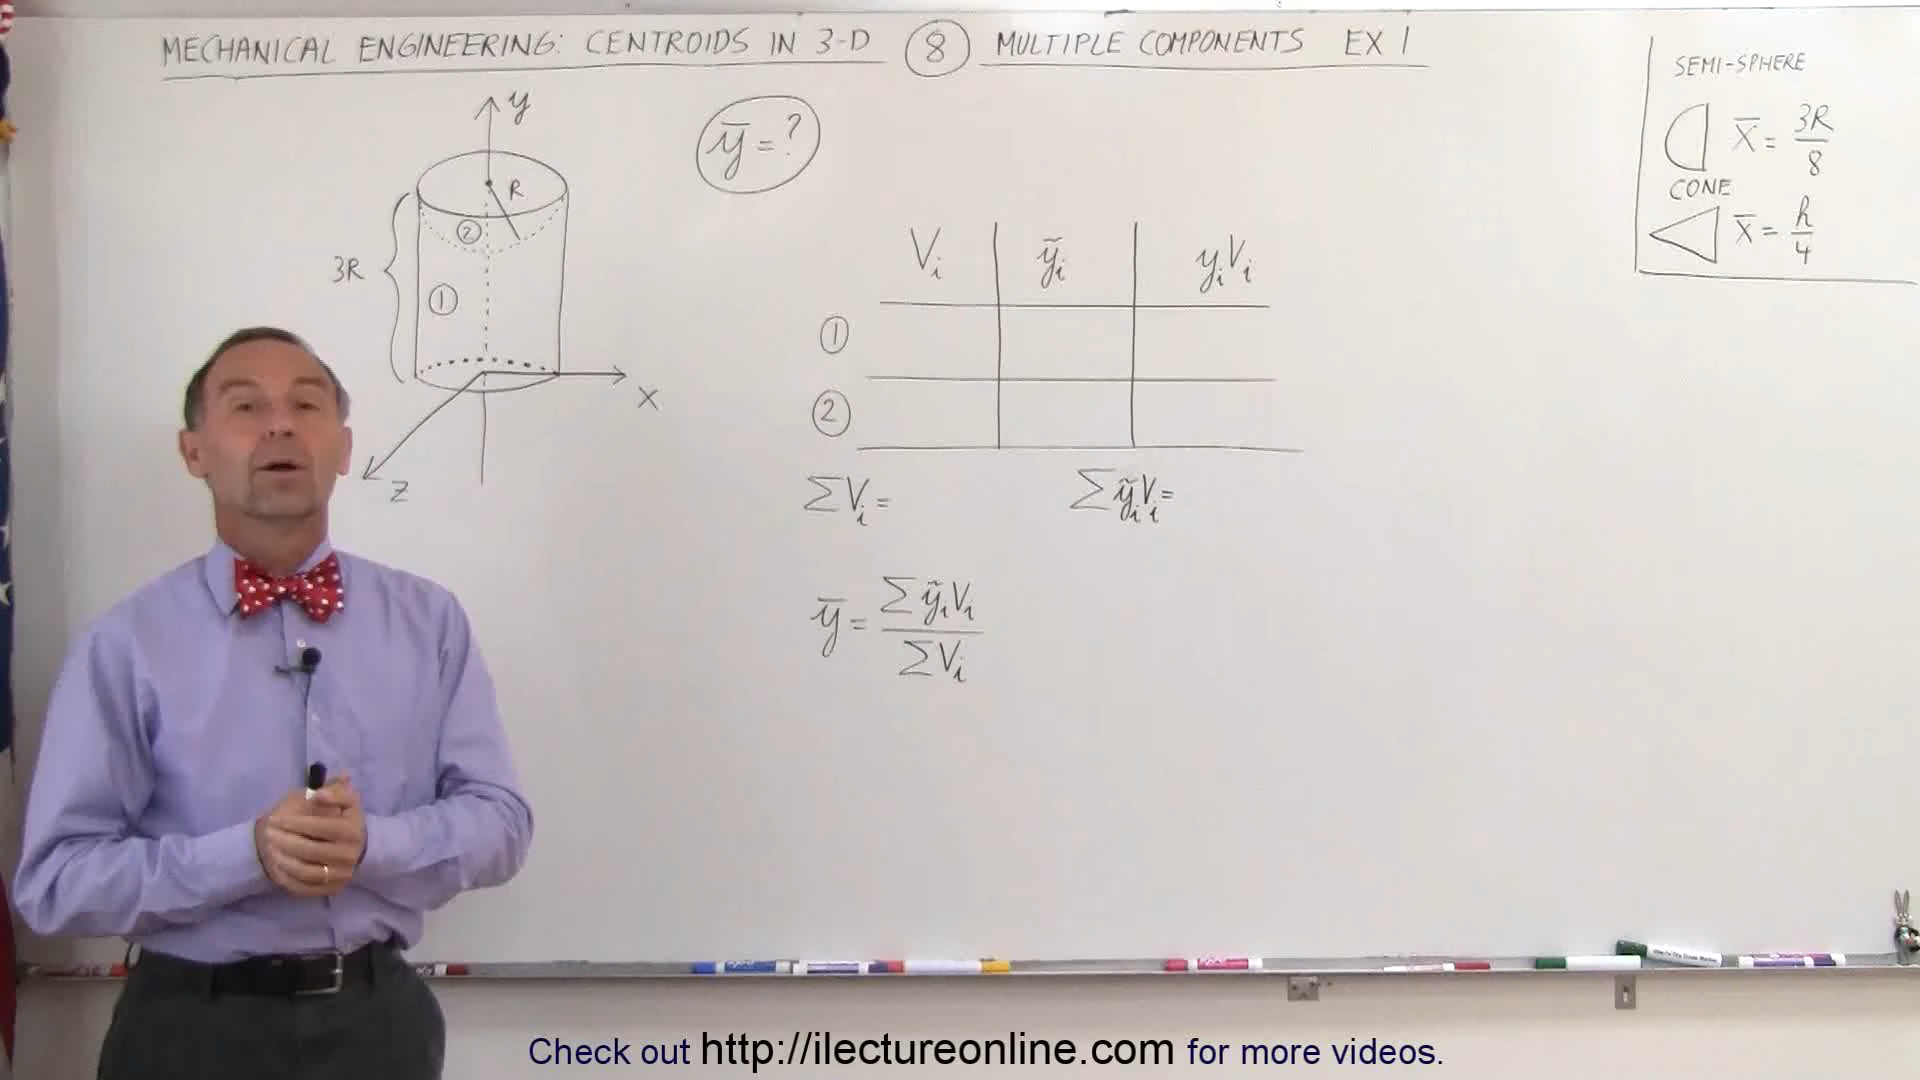 MECHANICAL ENGINEERING: CENTROIDS IN 3-D ⑧ MULTIPLE COMPONENTS EX 1
SEMI-SPHERE
x̅ = 3R/8
CONE
x̅ = h/4
y
R
②
3R
①
x
z
y̅ = ?
Vᵢ ỹᵢ yᵢVᵢ
①
②
ΣVᵢ = ΣỹᵢVᵢ =
y̅ = ΣỹᵢVᵢ / ΣVᵢ
Check out http://ilectureonline.com for more videos.